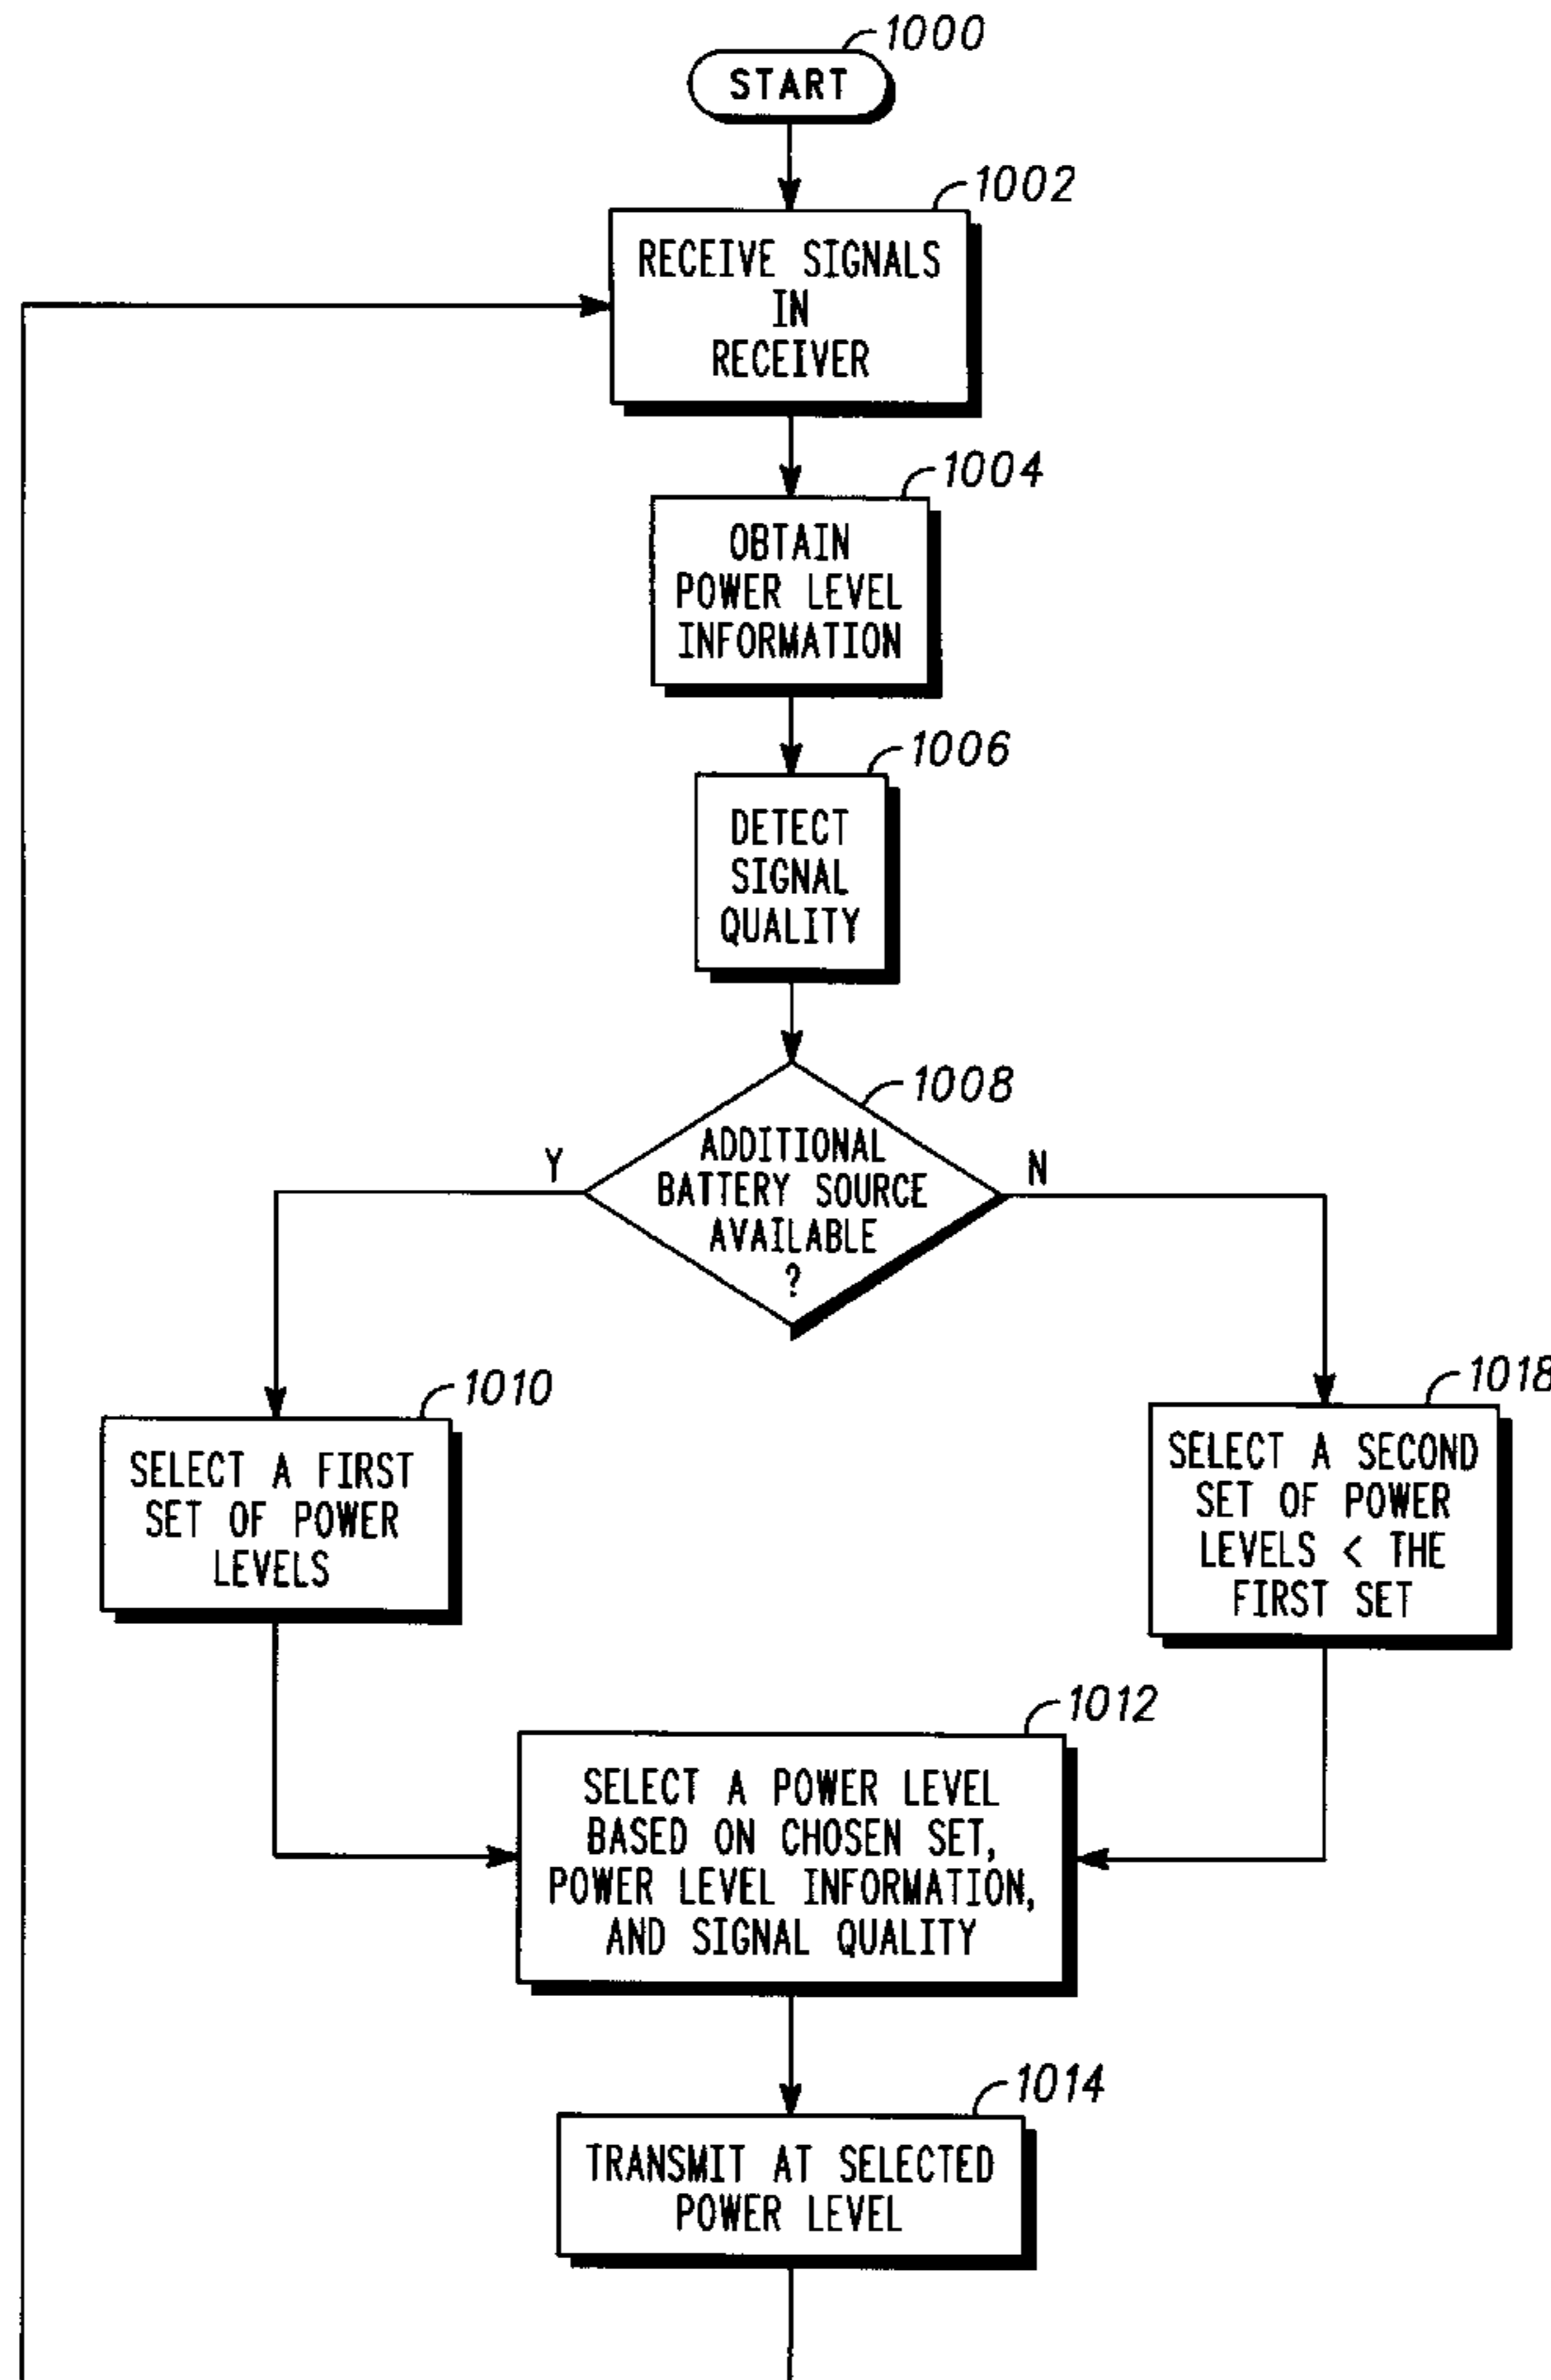 1000
START
1002
RECEIVE SIGNALS
IN
RECEIVER
1004
OBTAIN
POWER LEVEL
INFORMATION
1006
DETECT
SIGNAL
QUALITY
1008
ADDITIONAL
BATTERY SOURCE
AVAILABLE
?
Y
N
1010
SELECT A FIRST
SET OF POWER
LEVELS
1018
SELECT A SECOND
SET OF POWER
LEVELS < THE
FIRST SET
1012
SELECT A POWER LEVEL
BASED ON CHOSEN SET,
POWER LEVEL INFORMATION,
AND SIGNAL QUALITY
1014
TRANSMIT AT SELECTED
POWER LEVEL